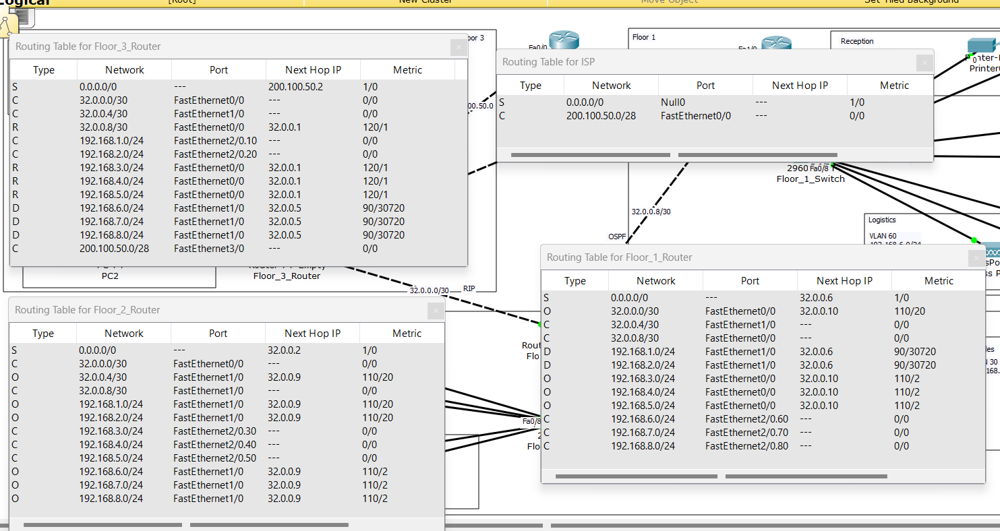 Logical
[Root]
New Cluster
Move Object
Set Tiled Background
Routing Table for Floor_3_Router
Type Network Port Next Hop IP Metric
S 0.0.0.0/0 --- 200.100.50.2 1/0
C 32.0.0.0/30 FastEthernet0/0 --- 0/0
C 32.0.0.4/30 FastEthernet1/0 --- 0/0
R 32.0.0.8/30 FastEthernet0/0 32.0.0.1 120/1
C 192.168.1.0/24 FastEthernet2/0.10 --- 0/0
C 192.168.2.0/24 FastEthernet2/0.20 --- 0/0
R 192.168.3.0/24 FastEthernet0/0 32.0.0.1 120/1
R 192.168.4.0/24 FastEthernet0/0 32.0.0.1 120/1
R 192.168.5.0/24 FastEthernet0/0 32.0.0.1 120/1
D 192.168.6.0/24 FastEthernet1/0 32.0.0.5 90/30720
D 192.168.7.0/24 FastEthernet1/0 32.0.0.5 90/30720
D 192.168.8.0/24 FastEthernet1/0 32.0.0.5 90/30720
C 200.100.50.0/28 FastEthernet3/0 --- 0/0
oor 3
Fa0/0
Floor 1
Fa1/0
Reception
Printer
00.50.0
Routing Table for ISP
Type Network Port Next Hop IP Metric
S 0.0.0.0/0 Null0 --- 1/0
C 200.100.50.0/28 FastEthernet0/0 --- 0/0
2960 Fa0/8
Floor_1_Switch
32.0.0.8/30
OSPF
Logistics
VLAN 60
PC2
Floor_3_Router
32.0.0.0/30
RIP
Routing Table for Floor_1_Router
Type Network Port Next Hop IP Metric
S 0.0.0.0/0 --- 32.0.0.6 1/0
O 32.0.0.0/30 FastEthernet0/0 32.0.0.10 110/20
C 32.0.0.4/30 FastEthernet1/0 --- 0/0
C 32.0.0.8/30 FastEthernet0/0 --- 0/0
D 192.168.1.0/24 FastEthernet1/0 32.0.0.6 90/30720
D 192.168.2.0/24 FastEthernet1/0 32.0.0.6 90/30720
O 192.168.3.0/24 FastEthernet0/0 32.0.0.10 110/2
O 192.168.4.0/24 FastEthernet0/0 32.0.0.10 110/2
O 192.168.5.0/24 FastEthernet0/0 32.0.0.10 110/2
C 192.168.6.0/24 FastEthernet2/0.60 --- 0/0
C 192.168.7.0/24 FastEthernet2/0.70 --- 0/0
C 192.168.8.0/24 FastEthernet2/0.80 --- 0/0
Routing Table for Floor_2_Router
Type Network Port Next Hop IP Metric
S 0.0.0.0/0 --- 32.0.0.2 1/0
C 32.0.0.0/30 FastEthernet0/0 --- 0/0
O 32.0.0.4/30 FastEthernet1/0 32.0.0.9 110/20
C 32.0.0.8/30 FastEthernet1/0 --- 0/0
O 192.168.1.0/24 FastEthernet1/0 32.0.0.9 110/20
O 192.168.2.0/24 FastEthernet1/0 32.0.0.9 110/20
C 192.168.3.0/24 FastEthernet2/0.30 --- 0/0
C 192.168.4.0/24 FastEthernet2/0.40 --- 0/0
C 192.168.5.0/24 FastEthernet2/0.50 --- 0/0
O 192.168.6.0/24 FastEthernet1/0 32.0.0.9 110/2
O 192.168.7.0/24 FastEthernet1/0 32.0.0.9 110/2
O 192.168.8.0/24 FastEthernet1/0 32.0.0.9 110/2
Rout
Flo
Fa0/8
Flo